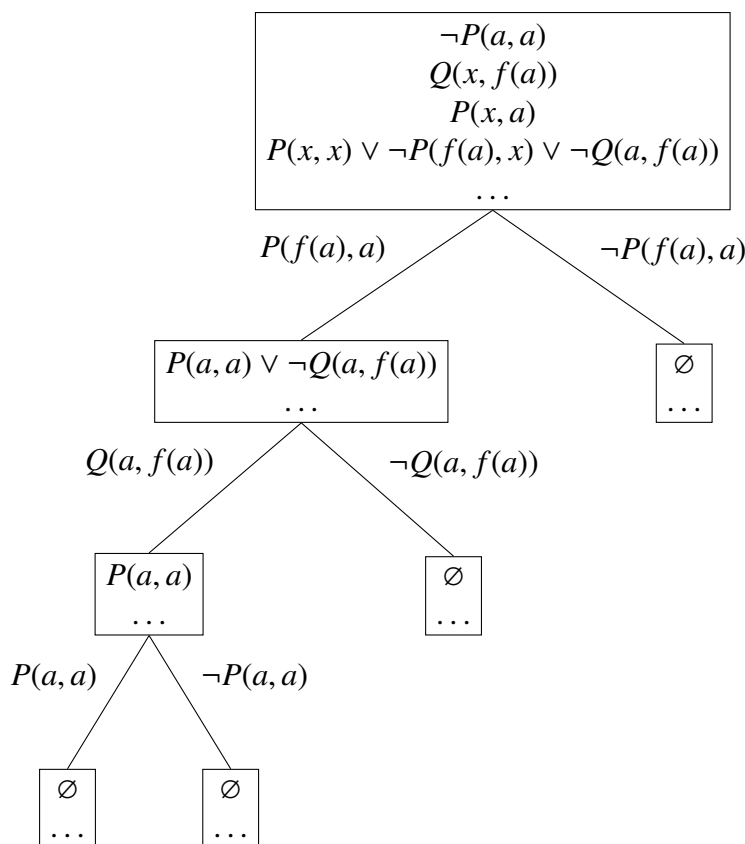 ¬P(a, a)
Q(x, f(a))
P(x, a)
P(x, x) ∨ ¬P(f(a), x) ∨ ¬Q(a, f(a))
. . .
P(f(a), a)
¬P(f(a), a)
P(a, a) ∨ ¬Q(a, f(a))
. . .
∅
. . .
Q(a, f(a))
¬Q(a, f(a))
P(a, a)
. . .
∅
. . .
P(a, a)
¬P(a, a)
∅
. . .
∅
. . .